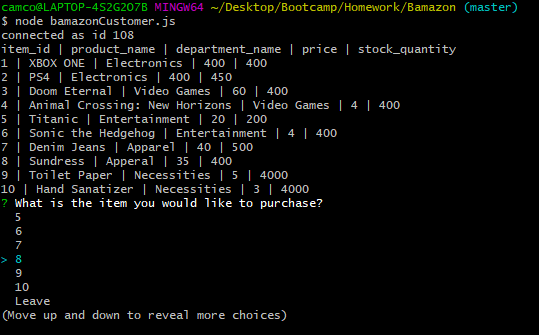 camco@LAPTOP-4S2G2O7B MINGW64 ~/Desktop/Bootcamp/Homework/Bamazon (master)
$ node bamazonCustomer.js
connected as id 108
item_id | product_name | department_name | price | stock_quantity
1 | XBOX ONE | Electronics | 400 | 400
2 | PS4 | Electronics | 400 | 450
3 | Doom Eternal | Video Games | 60 | 400
4 | Animal Crossing: New Horizons | Video Games | 4 | 400
5 | Titanic | Entertainment | 20 | 200
6 | Sonic the Hedgehog | Entertainment | 4 | 400
7 | Denim Jeans | Apparel | 40 | 500
8 | Sundress | Apperal | 35 | 400
9 | Toilet Paper | Necessities | 5 | 4000
10 | Hand Sanatizer | Necessities | 3 | 4000
? What is the item you would like to purchase?
5
6
7
> 8
9
10
Leave
(Move up and down to reveal more choices)